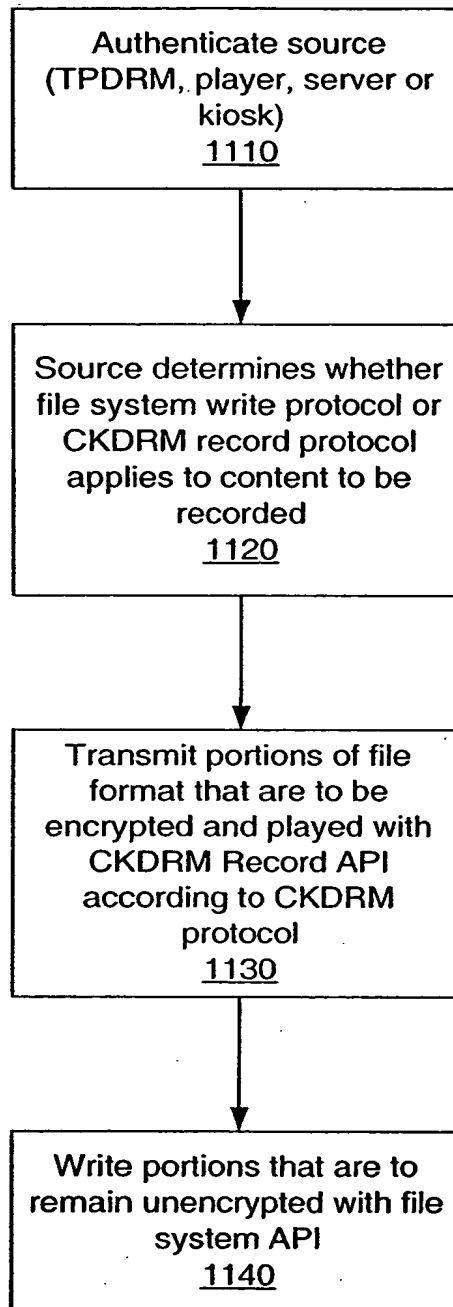 Authenticate source
(TPDRM, player, server or
kiosk)
1110
Source determines whether
file system write protocol or
CKDRM record protocol
applies to content to be
recorded
1120
Transmit portions of file
format that are to be
encrypted and played with
CKDRM Record API
according to CKDRM
protocol
1130
Write portions that are to
remain unencrypted with file
system API
1140